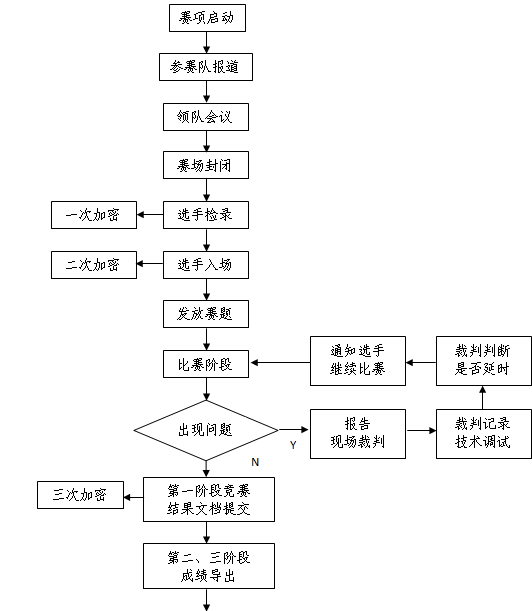 赛项启动
参赛队报道
领队会议
赛场封闭
一次加密
选手检录
二次加密
选手入场
发放赛题
比赛阶段
通知选手
继续比赛
裁判判断
是否延时
出现问题
Y
报告
现场裁判
裁判记录
技术调试
N
三次加密
第一阶段竞赛
结果文档提交
第二、三阶段
成绩导出